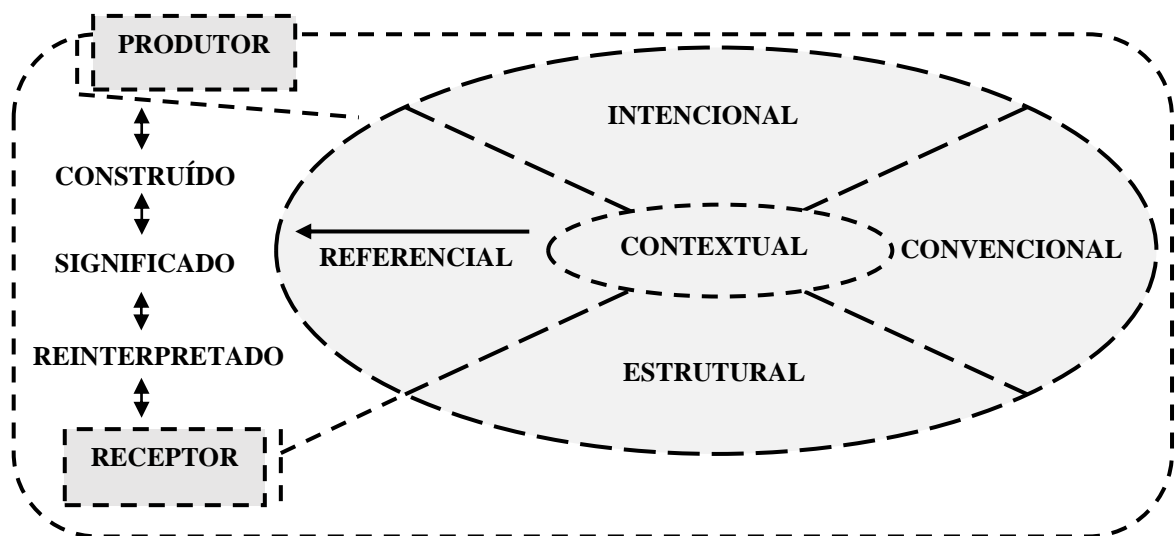 PRODUTOR
INTENCIONAL
CONSTRUÍDO
CONTEXTUAL
CONVENCIONAL
REFERENCIAL
SIGNIFICADO
REINTERPRETADO
ESTRUTURAL
RECEPTOR